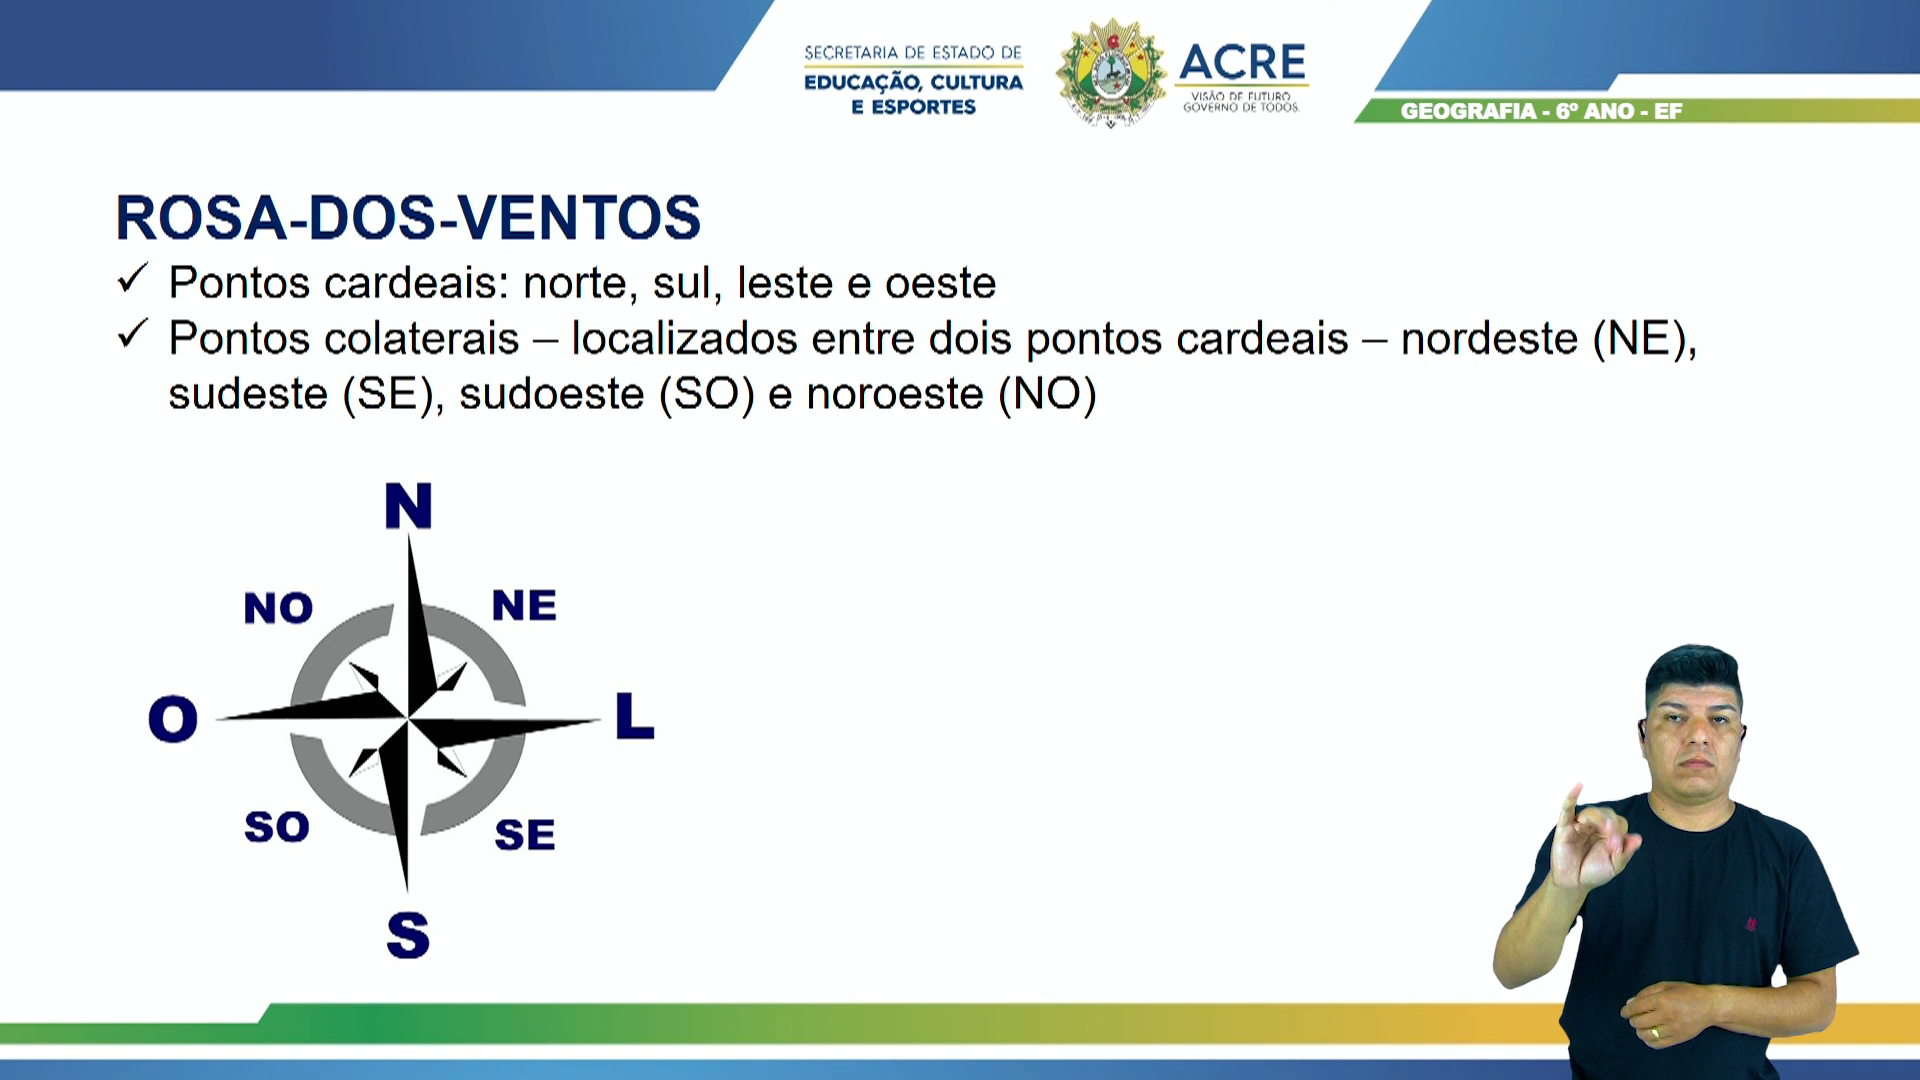 SECRETARIA DE ESTADO DE
EDUCAÇÃO, CULTURA
E ESPORTES
ACRE
VISÃO DE FUTURO
GOVERNO DE TODOS.
GEOGRAFIA - 6º ANO - EF
ROSA-DOS-VENTOS
✓ Pontos cardeais: norte, sul, leste e oeste
✓ Pontos colaterais – localizados entre dois pontos cardeais – nordeste (NE),
sudeste (SE), sudoeste (SO) e noroeste (NO)
N
NO NE
O L
SO SE
S